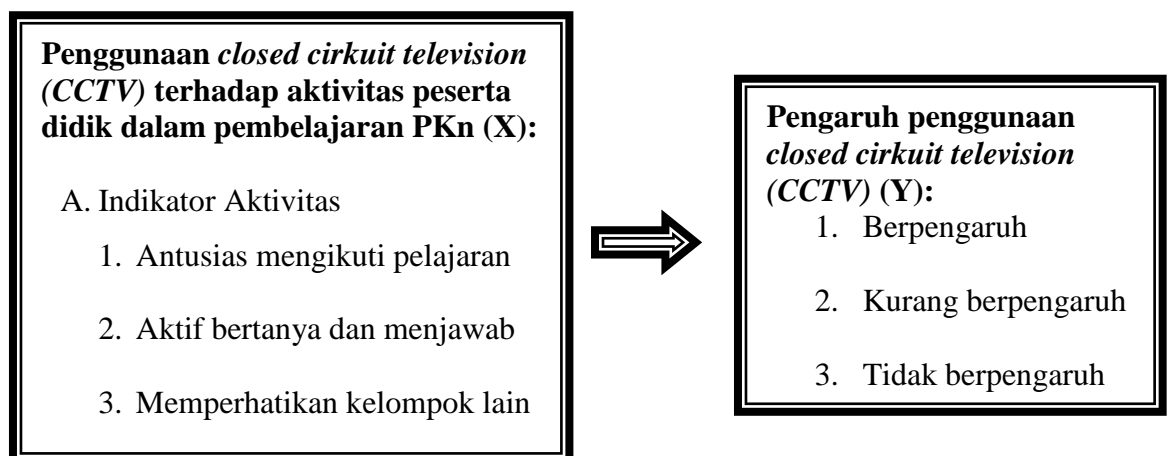 Penggunaan closed cirkuit television
(CCTV) terhadap aktivitas peserta
didik dalam pembelajaran PKn (X):
A. Indikator Aktivitas
1. Antusias mengikuti pelajaran
2. Aktif bertanya dan menjawab
3. Memperhatikan kelompok lain
Pengaruh penggunaan
closed cirkuit television
(CCTV) (Y):
1. Berpengaruh
2. Kurang berpengaruh
3. Tidak berpengaruh